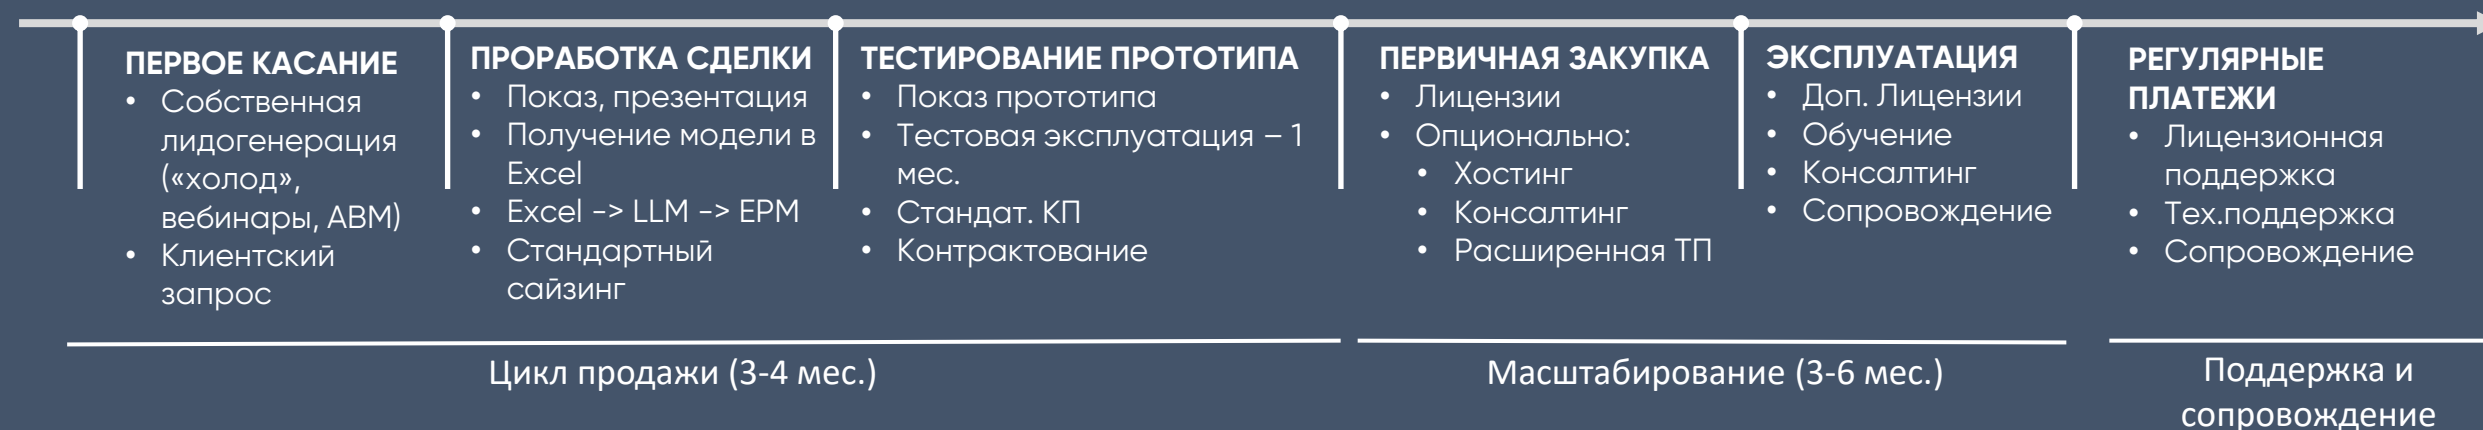 ПЕРВОЕ КАСАНИЕ
• Собственная
лидогенерация
(«холод»,
вебинары, ABM)
• Клиентский
запрос
ПРОРАБОТКА СДЕЛКИ
• Показ, презентация
• Получение модели в
Excel
• Excel -> LLM -> EPM
• Стандартный
сайзинг
ТЕСТИРОВАНИЕ ПРОТОТИПА
• Показ прототипа
• Тестовая эксплуатация – 1
мес.
• Стандат. КП
• Контрактование
ПЕРВИЧНАЯ ЗАКУПКА
• Лицензии
• Опционально:
• Хостинг
• Консалтинг
• Расширенная ТП
ЭКСПЛУАТАЦИЯ
• Доп. Лицензии
• Обучение
• Консалтинг
• Сопровождение
РЕГУЛЯРНЫЕ
ПЛАТЕЖИ
• Лицензионная
поддержка
• Тех.поддержка
• Сопровождение
Цикл продажи (3-4 мес.)
Масштабирование (3-6 мес.)
Поддержка и
сопровождение